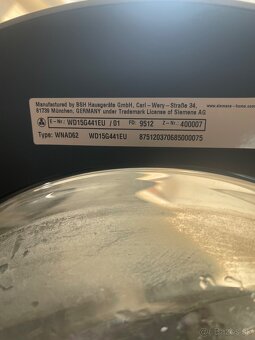 Manufactured by BSH Hausgeräte GmbH, Carl - Wery - Straße 34,
81739 München, GERMANY under Trademark License of Siemens AG
E - Nr. WD15G441EU / 01 FD: 9512 Z - Nr. 400007
Type: WNAD62 WD15G441EU 875120370685000075